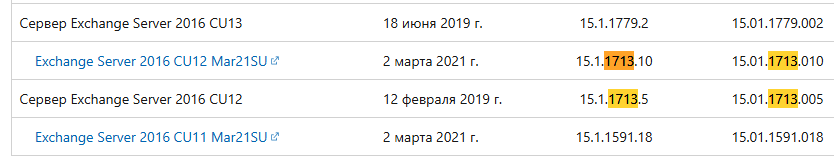 Сервер Exchange Server 2016 CU13 18 июня 2019 г. 15.1.1779.2 15.01.1779.002
Exchange Server 2016 CU12 Mar21SU 2 марта 2021 г. 15.1.1713.10 15.01.1713.010
Сервер Exchange Server 2016 CU12 12 февраля 2019 г. 15.1.1713.5 15.01.1713.005
Exchange Server 2016 CU11 Mar21SU 2 марта 2021 г. 15.1.1591.18 15.01.1591.018